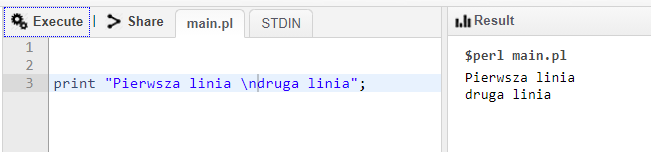 Execute | Share main.pl STDIN
Result
1
2
3 print "Pierwsza linia \ndruga linia";
$perl main.pl
Pierwsza linia
druga linia